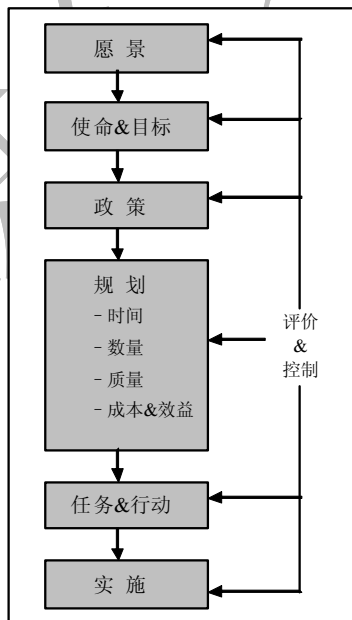 愿 景
使命&目标
政 策
规 划
- 时间
- 数量
- 质量
- 成本&效益
评价
&
控制
任务&行动
实 施